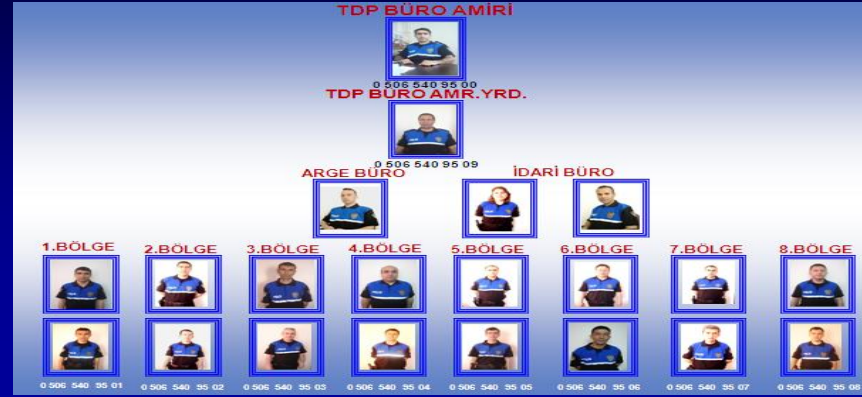 TDP BÜRO AMİRİ
0 506 540 95 00
TDP BÜRO AMR.YRD.
0 506 540 95 09
ARGE BÜRO İDARİ BÜRO
1.BÖLGE 2.BÖLGE 3.BÖLGE 4.BÖLGE 5.BÖLGE 6.BÖLGE 7.BÖLGE 8.BÖLGE
0 506 540 95 01 0 506 540 95 02 0 506 540 95 03 0 506 540 95 04 0 506 540 95 05 0 506 540 95 06 0 506 540 95 07 0 506 540 95 08